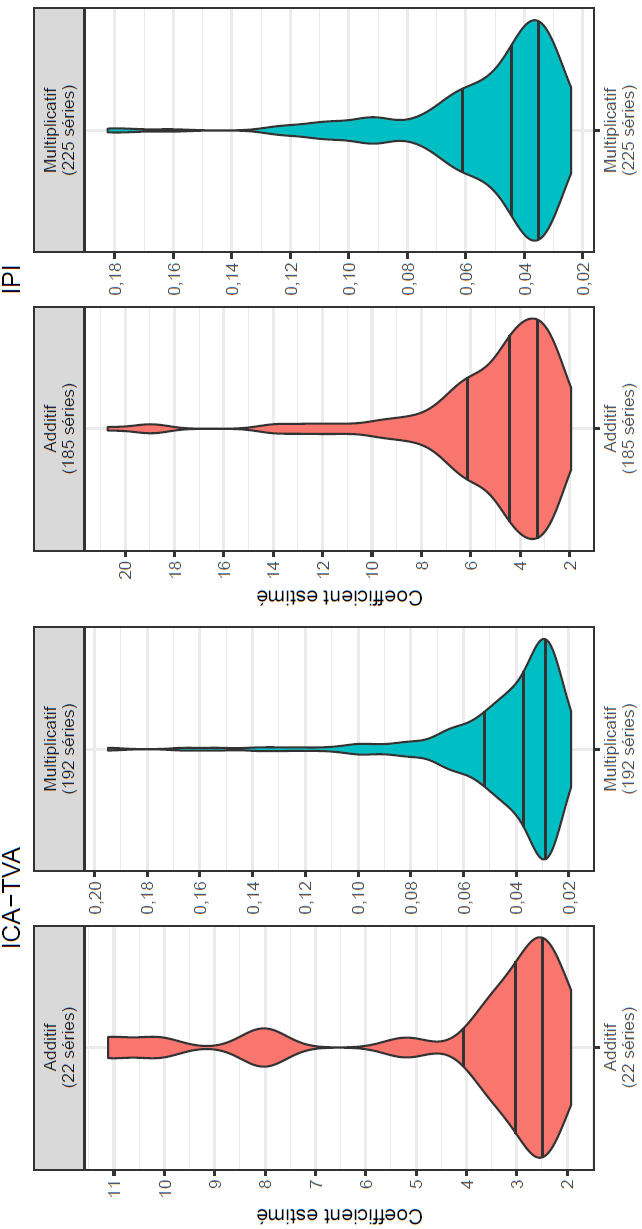 ICA−TVA
Additif
(22 séries)
Multiplicatif
(192 séries)
Coefficient estimé
11
10
9
8
7
6
5
4
3
2
0,20
0,18
0,16
0,14
0,12
0,10
0,08
0,06
0,04
0,02
Additif
(22 séries)
Multiplicatif
(192 séries)
IPI
Additif
(185 séries)
Multiplicatif
(225 séries)
Coefficient estimé
20
18
16
14
12
10
8
6
4
2
0,18
0,16
0,14
0,12
0,10
0,08
0,06
0,04
0,02
Additif
(185 séries)
Multiplicatif
(225 séries)